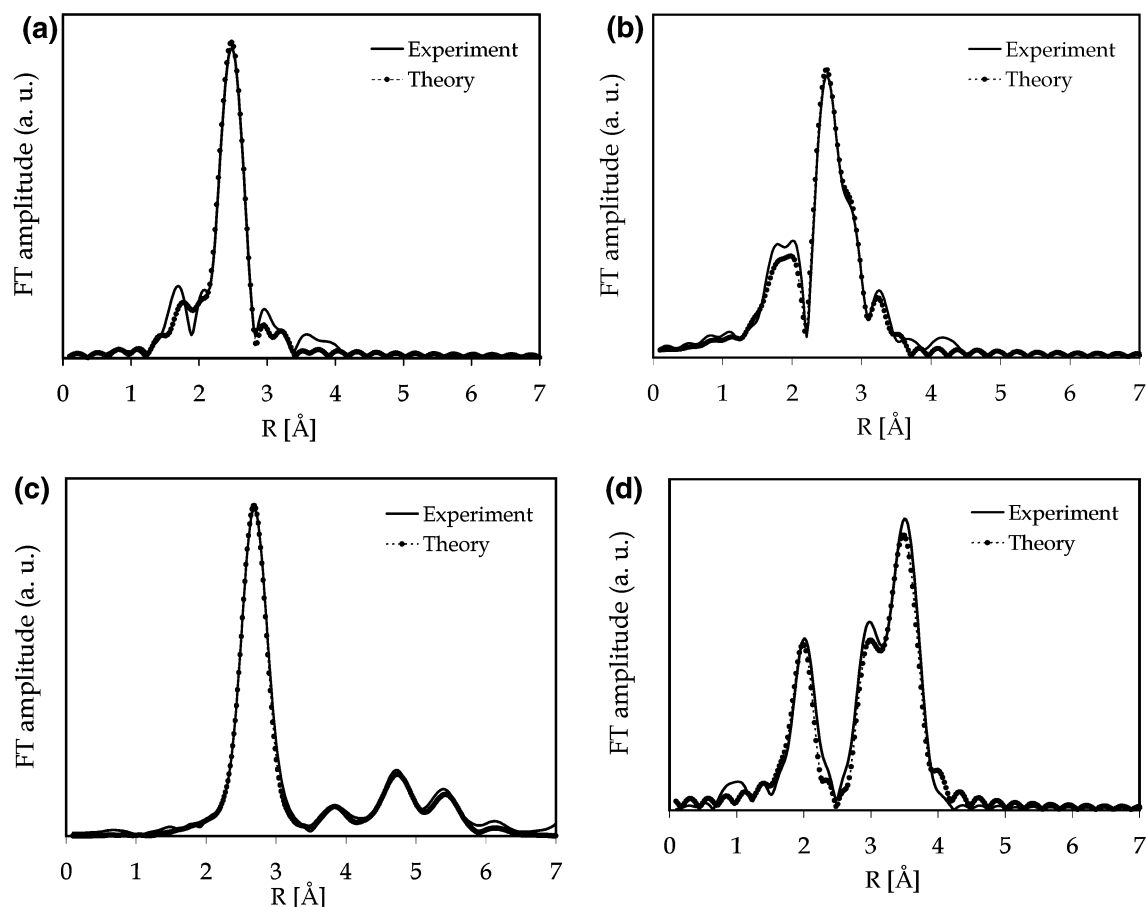 (a)
Experiment
Theory
FT amplitude (a. u.)
0 1 2 3 4 5 6 7
R [Å]
(b)
Experiment
Theory
FT amplitude (a. u.)
0 1 2 3 4 5 6 7
R [Å]
(c)
Experiment
Theory
FT amplitude (a. u.)
0 1 2 3 4 5 6 7
R [Å]
(d)
Experiment
Theory
FT amplitude (a. u.)
0 1 2 3 4 5 6 7
R [Å]